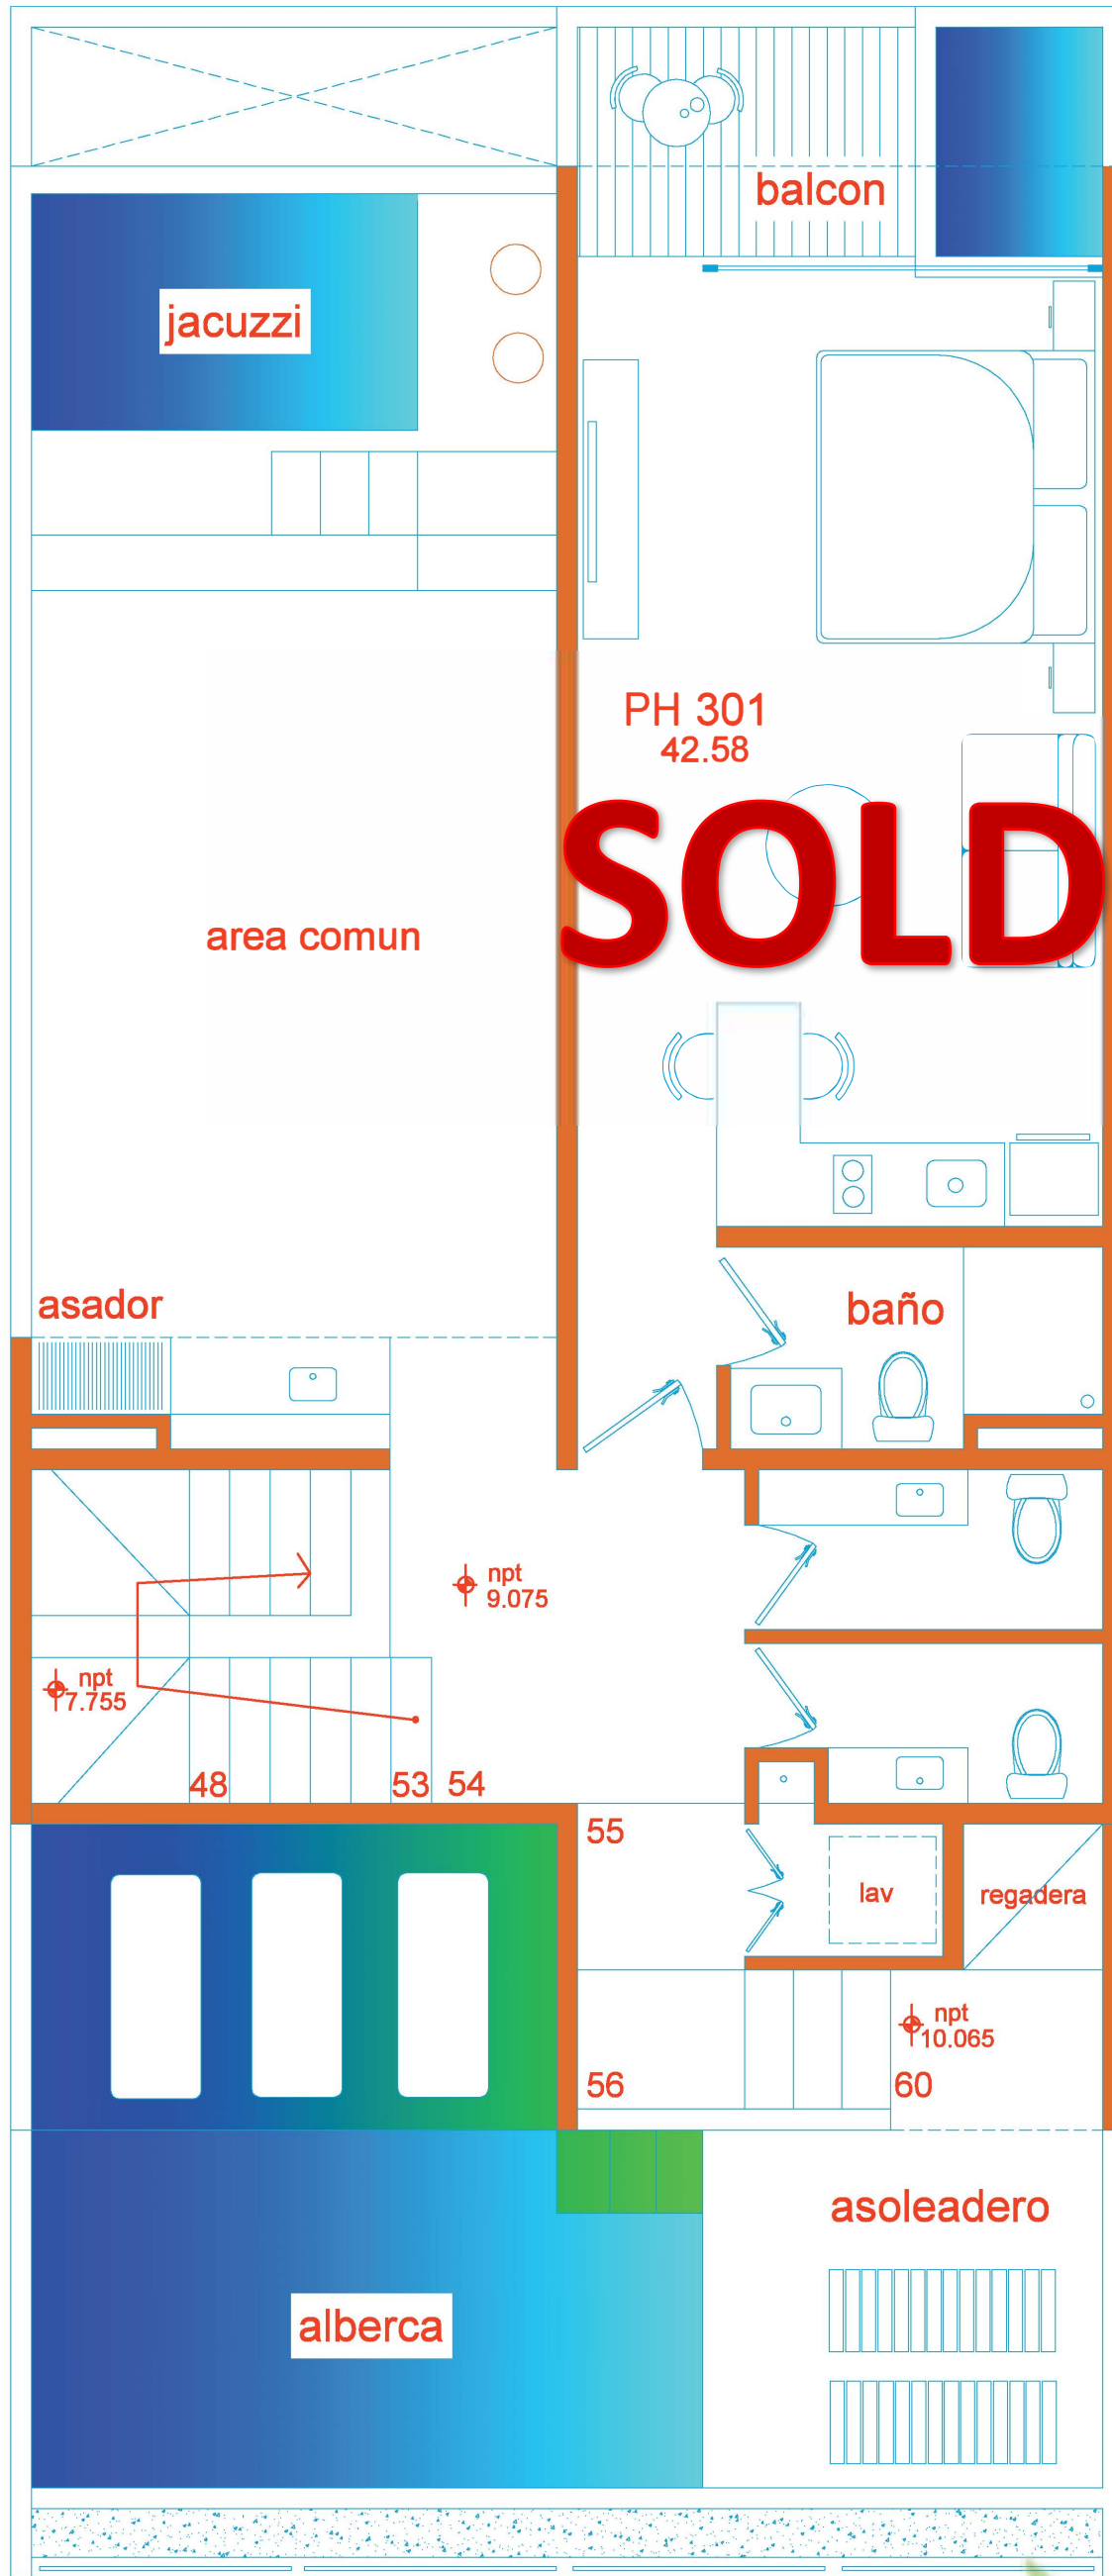 balcon
jacuzzi
PH 301
42.58
SOLD
area comun
asador
baño
npt
9.075
npt
7.755
48
53
54
55
lav
regadera
npt
10.065
56
60
asoleadero
alberca